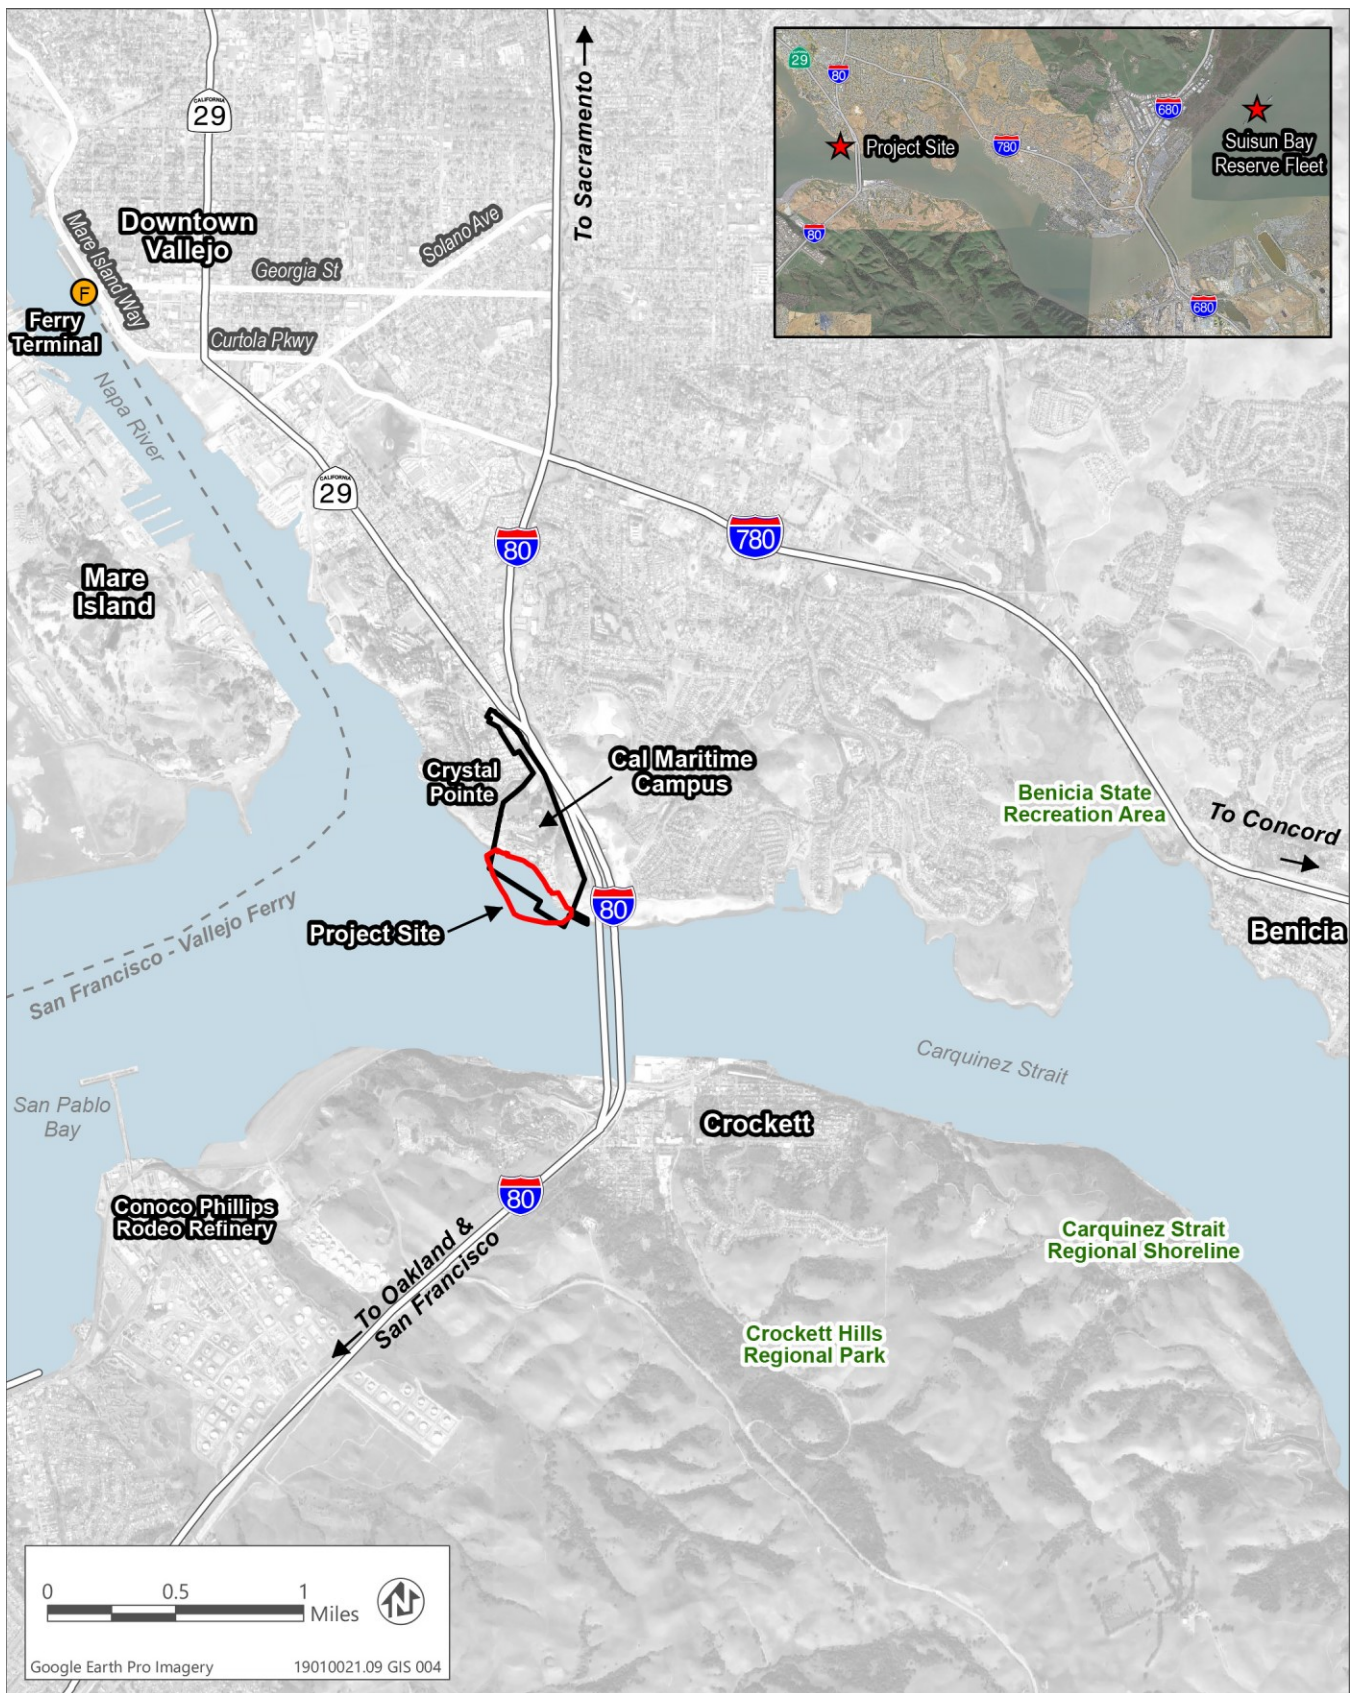 CALIFORNIA
29
To Sacramento
29
80
680
780
Project Site
Suisun Bay
Reserve Fleet
80
680
Downtown
Vallejo
Mare Island Way
Solano Ave
Georgia St
F
Ferry
Terminal
Curtola Pkwy
Napa River
CALIFORNIA
29
80
780
Mare
Island
Crystal
Pointe
Cal Maritime
Campus
Benicia State
Recreation Area
To Concord
80
Project Site
Benicia
San Francisco - Vallejo Ferry
Carquinez Strait
San Pablo
Bay
Crockett
80
Conoco Phillips
Rodeo Refinery
To Oakland &
San Francisco
Carquinez Strait
Regional Shoreline
Crockett Hills
Regional Park
0 0.5 1
Miles
N
Google Earth Pro Imagery 19010021.09 GIS 004